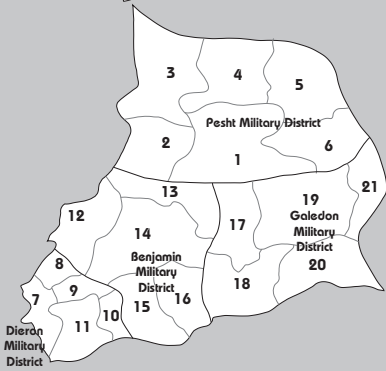 3
4
5
Pesht Military District
2
1
6
13
19
21
12
17
Galedon
Military
District
14
Benjamin
Military
District
20
8
18
9
7
15
16
10
11
Dieron
Military
District